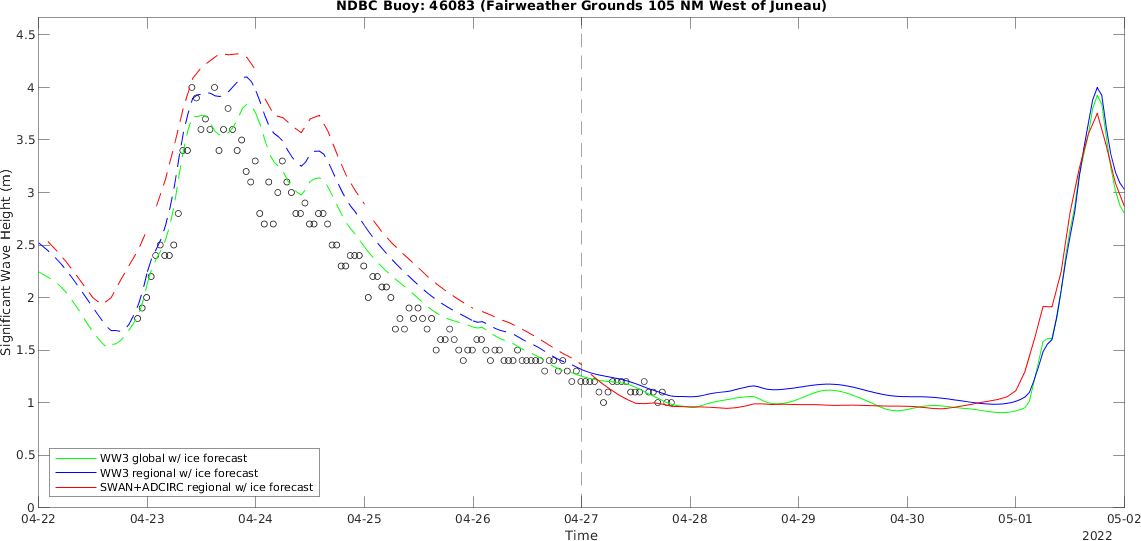 NDBC Buoy: 46083 (Fairweather Grounds 105 NM West of Juneau)
4.5
4
3.5
3
2.5
2
1.5
1
0.5
0
Significant Wave Height (m)
WW3 global w/ ice forecast
WW3 regional w/ ice forecast
SWAN+ADCIRC regional w/ ice forecast
04-22 04-23 04-24 04-25 04-26 04-27 04-28 04-29 04-30 05-01 05-02
Time
2022